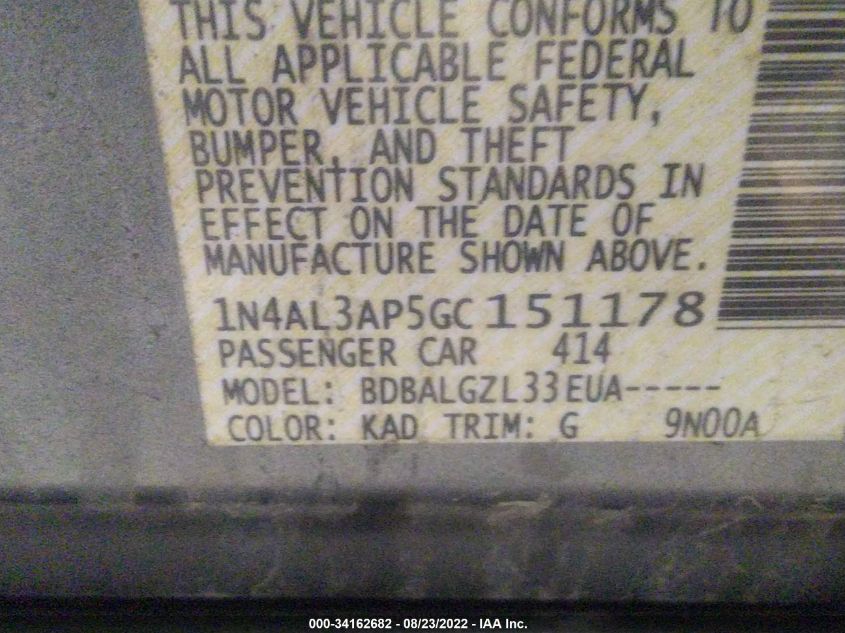 THIS VEHICLE CONFORMS TO
ALL APPLICABLE FEDERAL
MOTOR VEHICLE SAFETY,
BUMPER, AND THEFT
PREVENTION STANDARDS IN
EFFECT ON THE DATE OF
MANUFACTURE SHOWN ABOVE.
1N4AL3AP5GC151178
PASSENGER CAR 414
MODEL: BDBALGZL33EUA-----
COLOR: KAD TRIM: G 9N00A
000-34162682 - 08/23/2022 - IAA Inc.